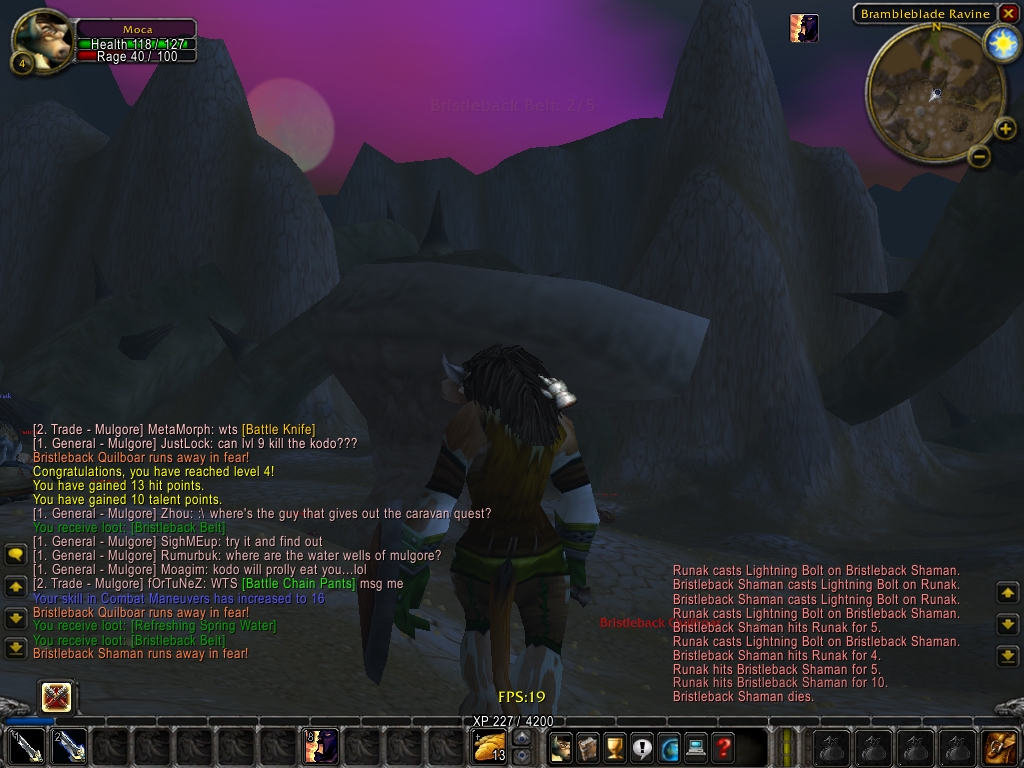 Moca
Health 118 / 127
Rage 40 / 100
4
Brambleblade Ravine
N
Bristleback Belt: 2/5
[2. Trade - Mulgore] MetaMorph: wts [Battle Knife]
[1. General - Mulgore] JustLock: can lvl 9 kill the kodo???
Bristleback Quilboar runs away in fear!
Congratulations, you have reached level 4!
You have gained 13 hit points.
You have gained 10 talent points.
[1. General - Mulgore] Zhou: :\ where's the guy that gives out the caravan quest?
You receive loot: [Bristleback Belt]
[1. General - Mulgore] SighMEup: try it and find out
[1. General - Mulgore] Rumurbuk: where are the water wells of mulgore?
[1. General - Mulgore] Moagim: kodo will prolly eat you...lol
[2. Trade - Mulgore] fOrTuNeZ: WTS [Battle Chain Pants] msg me
Your skill in Combat Maneuvers has increased to 16
Bristleback Quilboar runs away in fear!
You receive loot: [Refreshing Spring Water]
You receive loot: [Bristleback Belt]
Bristleback Shaman runs away in fear!
Runak casts Lightning Bolt on Bristleback Shaman.
Bristleback Shaman casts Lightning Bolt on Runak.
Bristleback Shaman casts Lightning Bolt on Runak.
Runak casts Lightning Bolt on Bristleback Shaman.
Bristleback Shaman hits Runak for 5.
Runak casts Lightning Bolt on Bristleback Shaman.
Bristleback Shaman hits Runak for 4.
Runak hits Bristleback Shaman for 5.
Runak hits Bristleback Shaman for 10.
Bristleback Shaman dies.
Bristleback
FPS:19
XP 227 / 4200
1
2
8
13